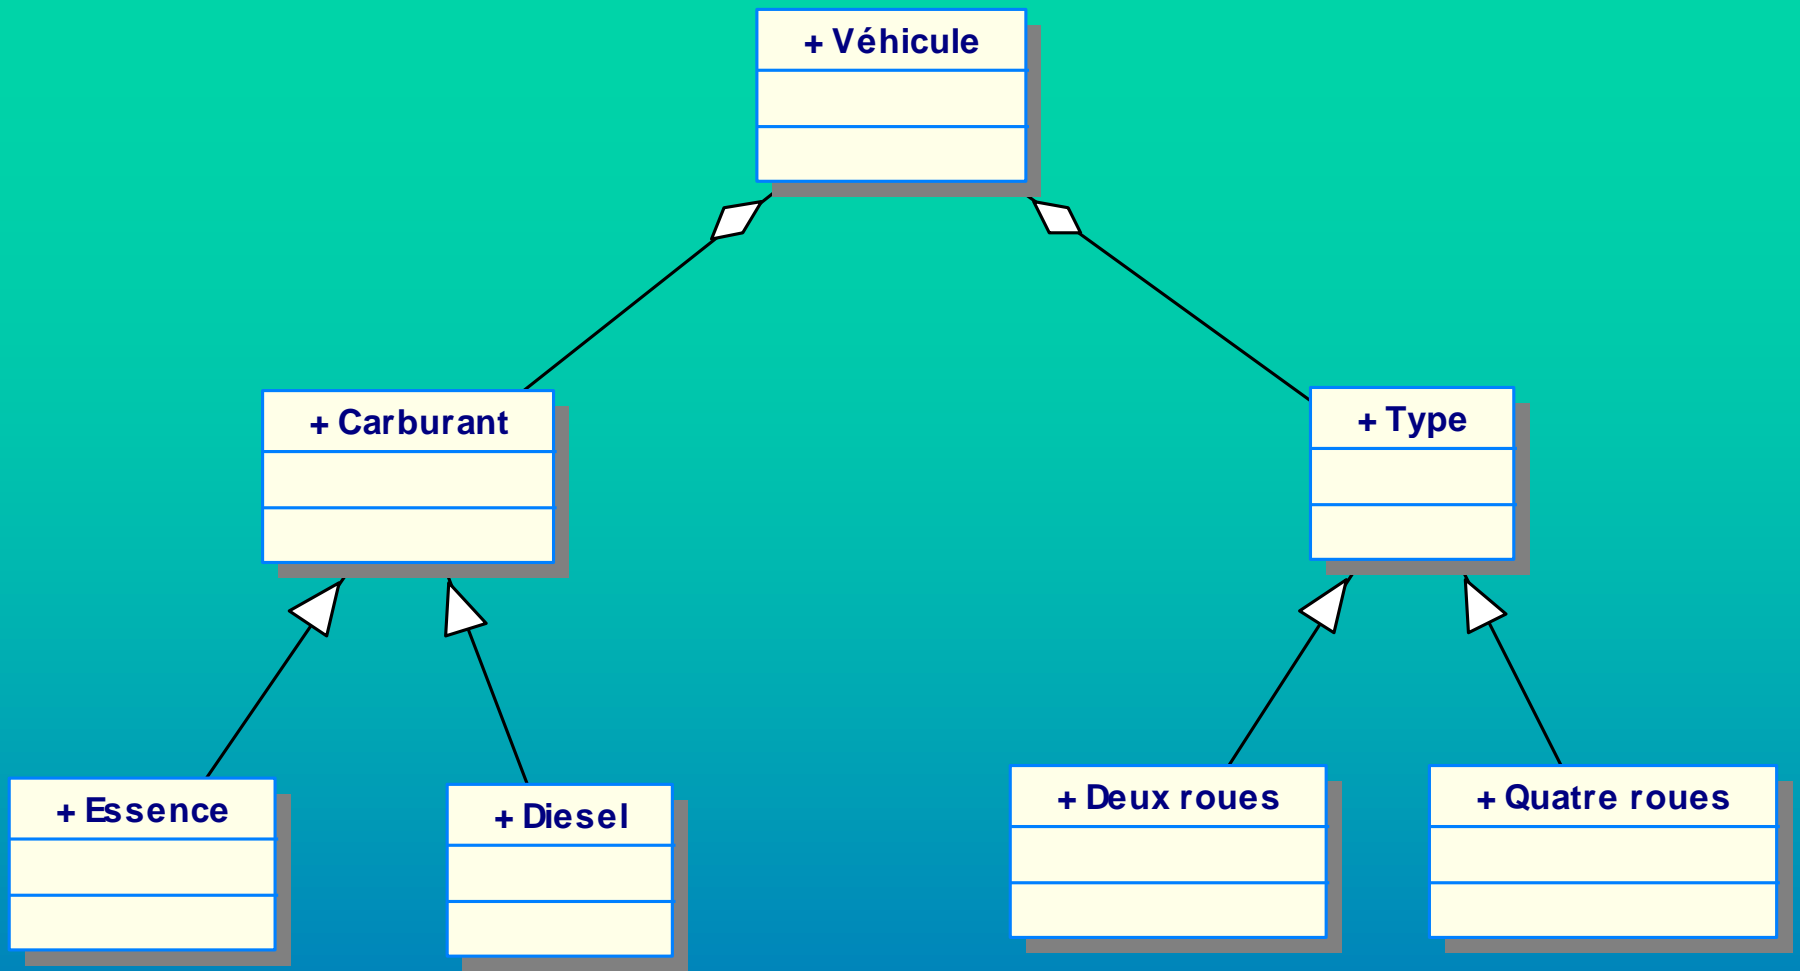 + Véhicule
+ Carburant
+ Type
+ Essence
+ Diesel
+ Deux roues
+ Quatre roues